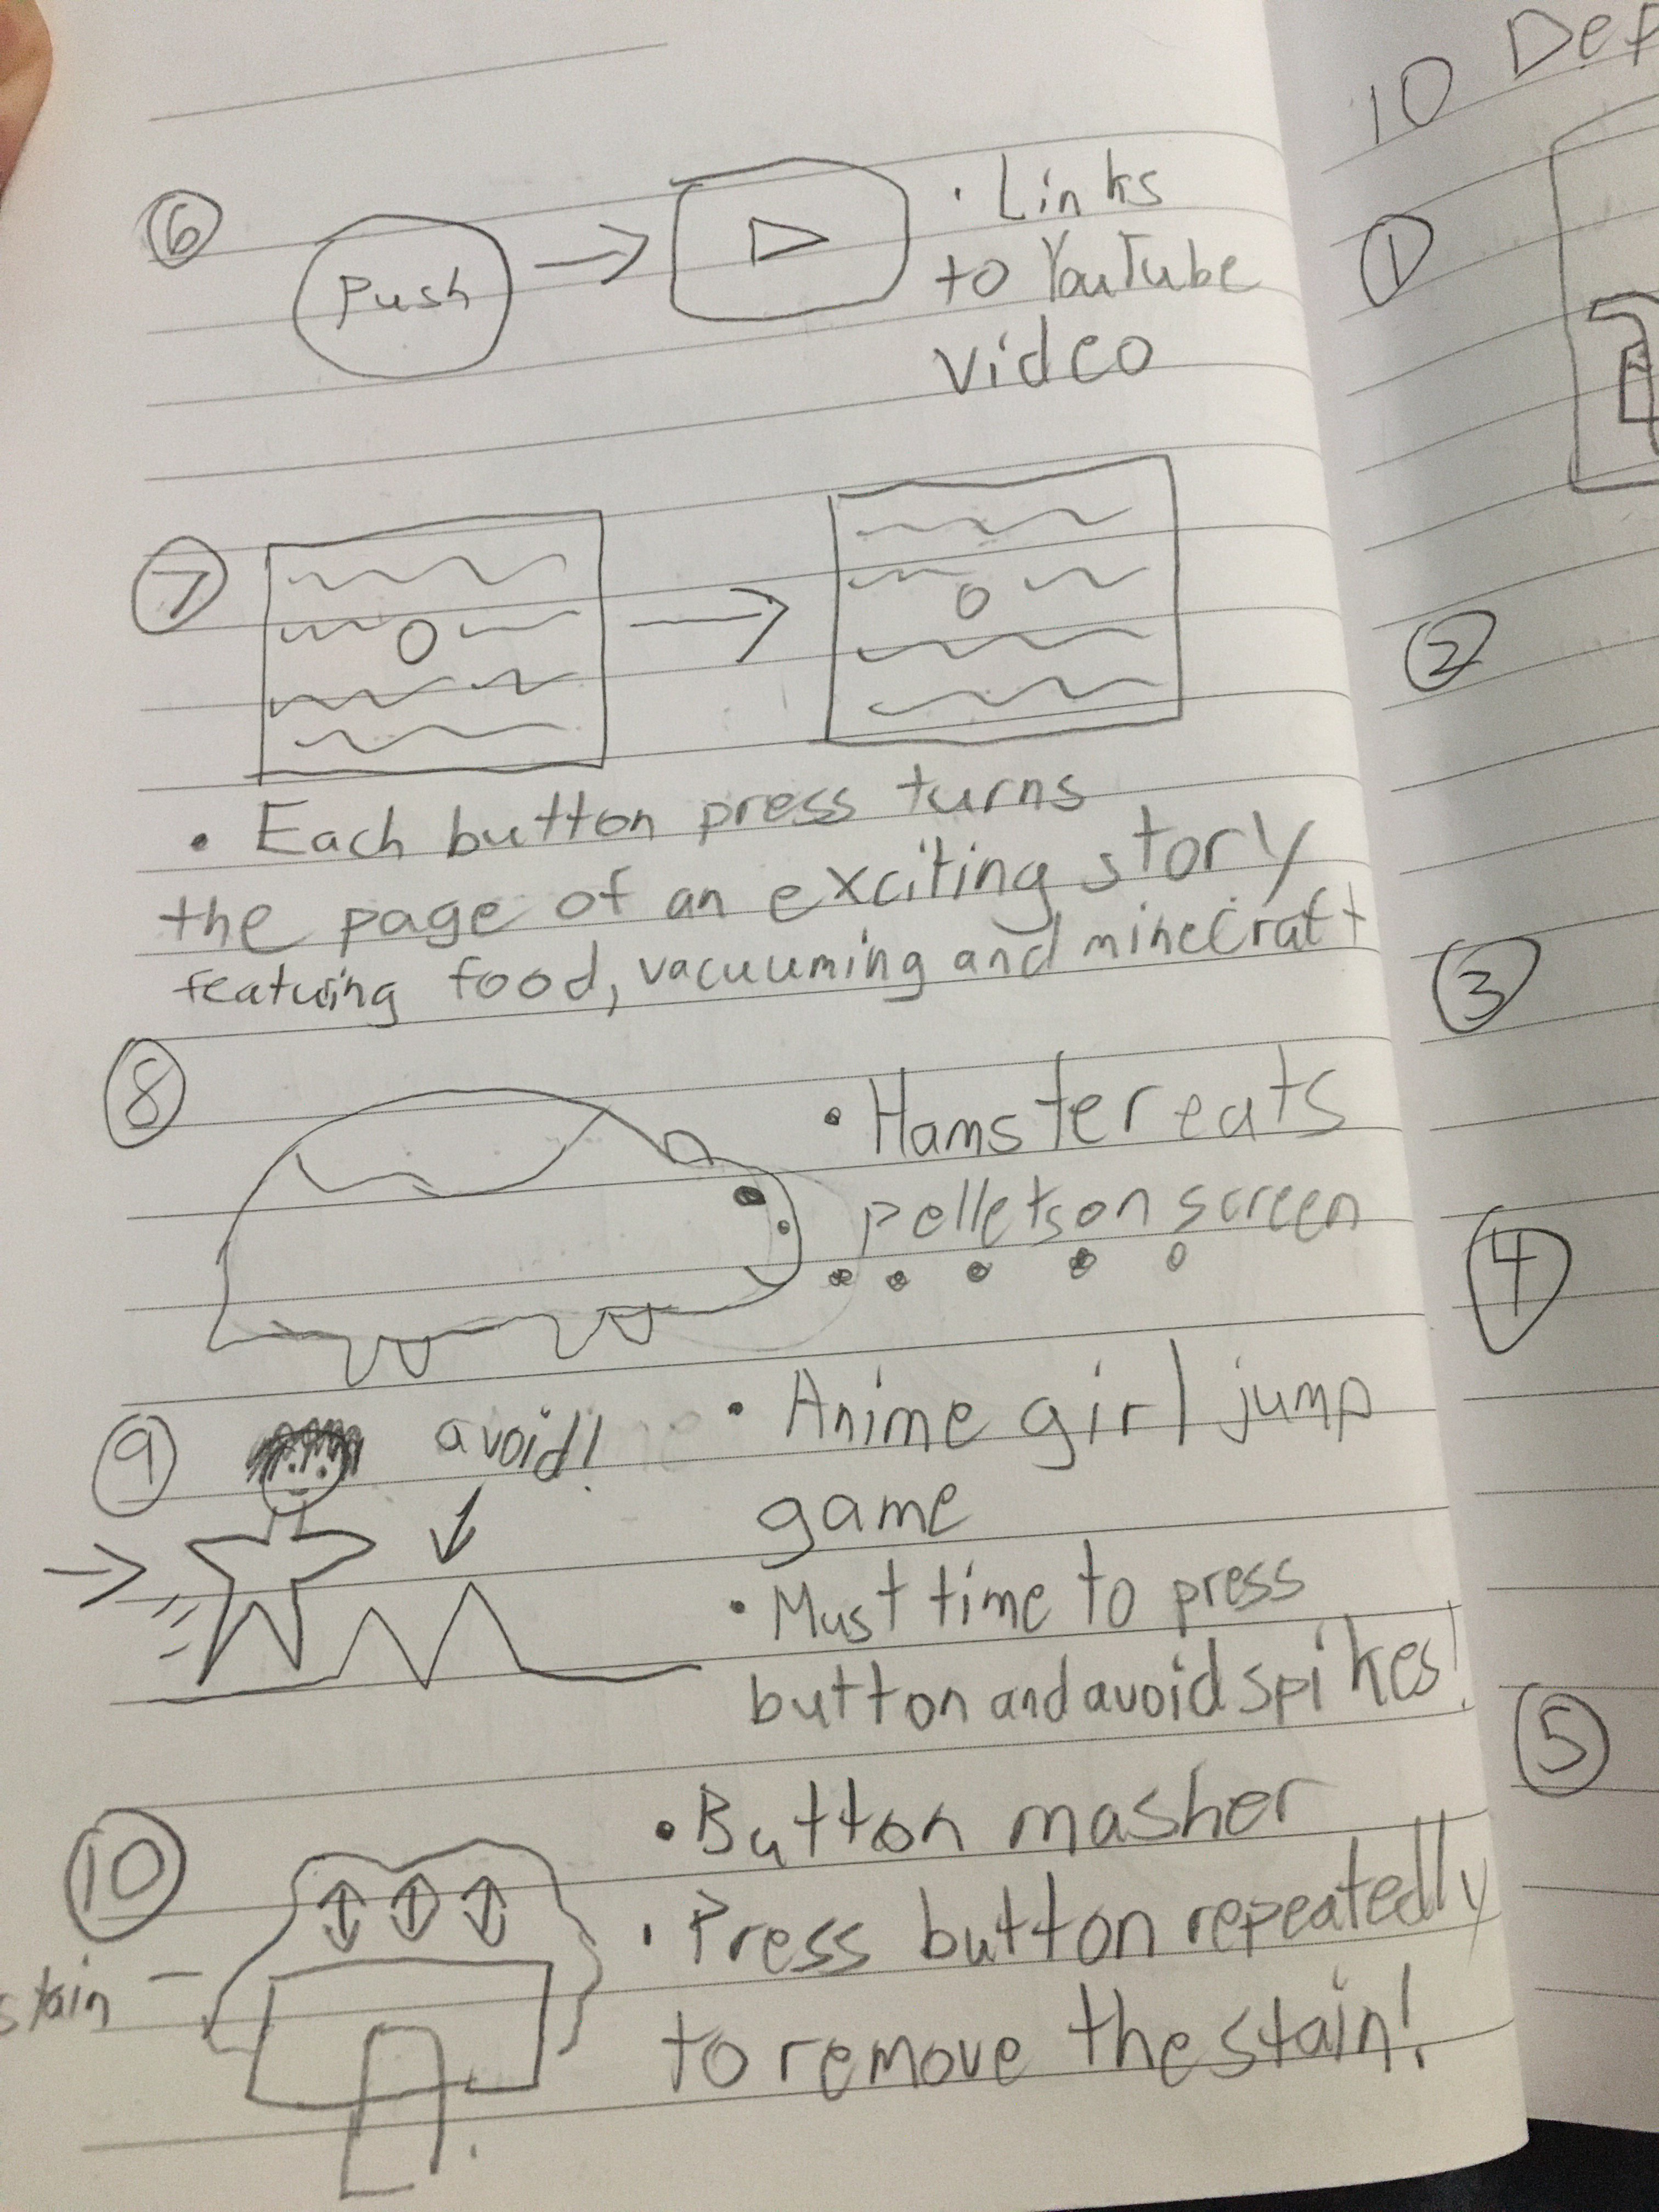 6
Push
• Links
to YouTube
video
7
• Each button press turns
the page of an exciting story
featuring food, vacuuming and minecraft
8
• Hamster eats
pellets on screen
9
avoid!
• Anime girl jump
game
• Must time to press
button and avoid spikes!
10
stain
• Button masher
• Press button repeatedly
to remove the stain!
10
1
2
3
4
5